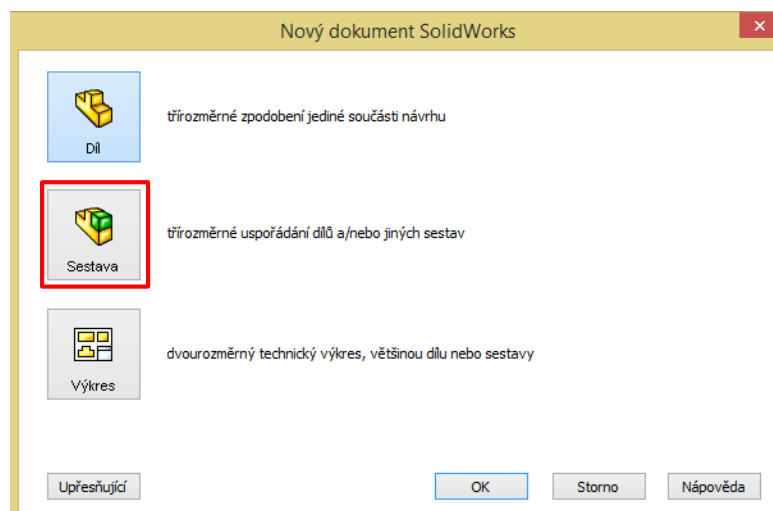 Nový dokument SolidWorks
Díl
třírozměrné zpodobení jediné součásti návrhu
Sestava
třírozměrné uspořádání dílů a/nebo jiných sestav
Výkres
dvourozměrný technický výkres, většinou dílu nebo sestavy
Upřesňující
OK
Storno
Nápověda